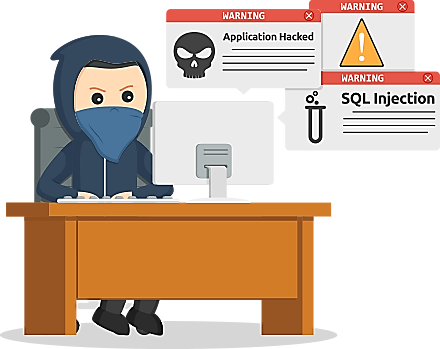 WARNING
Application Hacked
WARNING
WARNING
SQL Injection